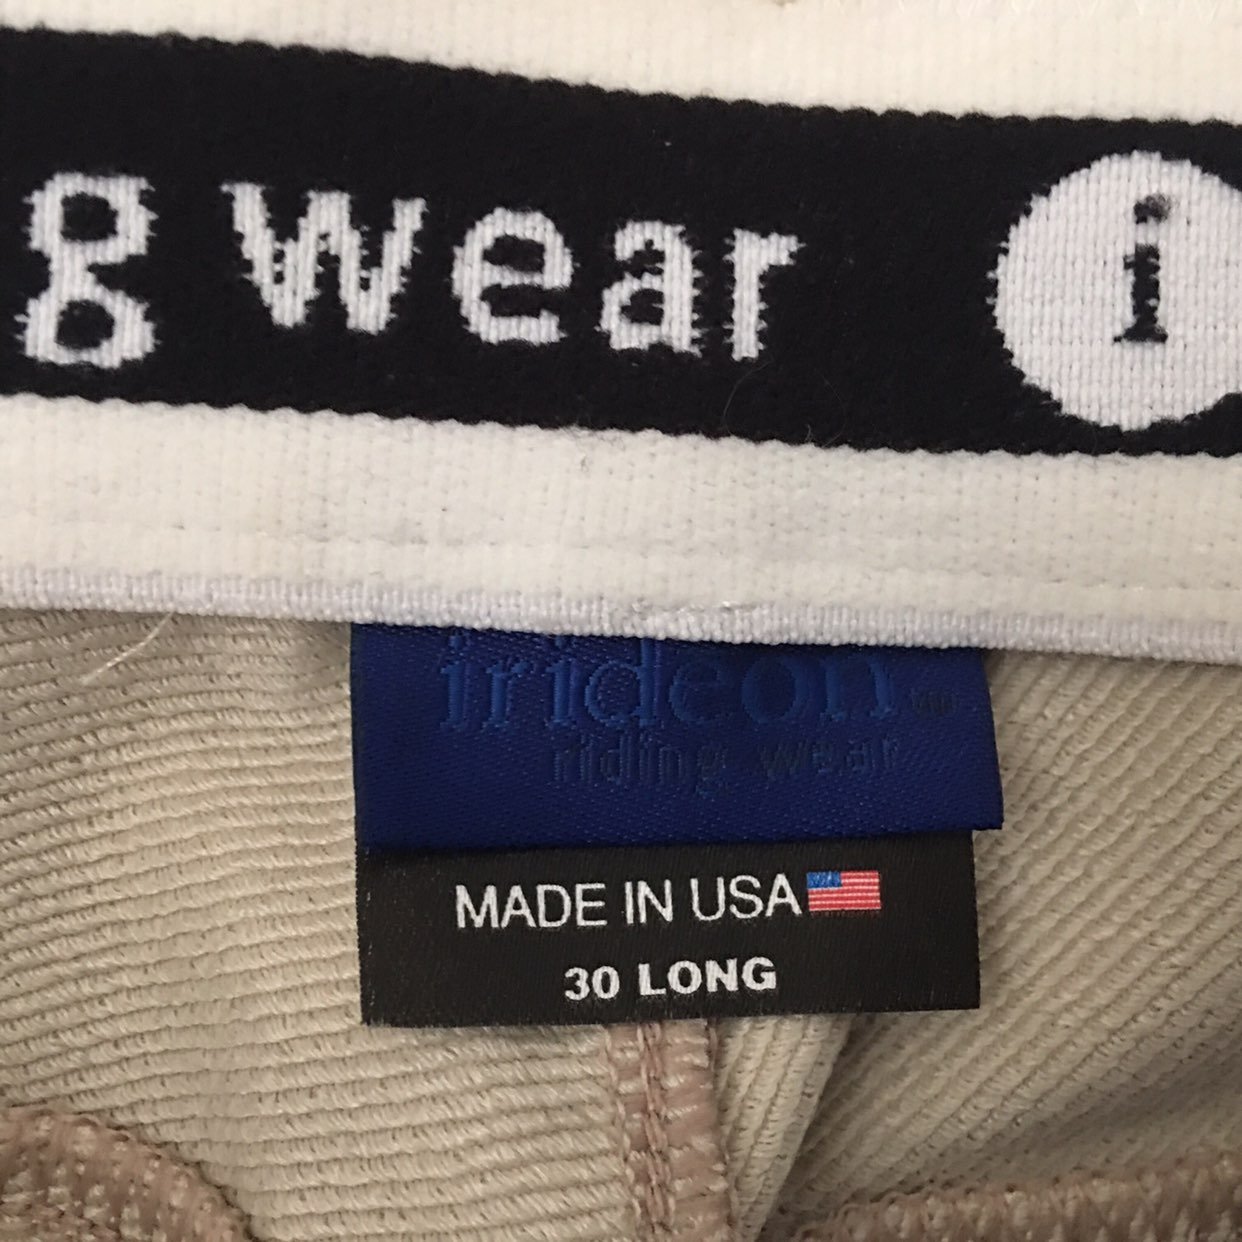 g wear i
irideon
riding wear
MADE IN USA
30 LONG